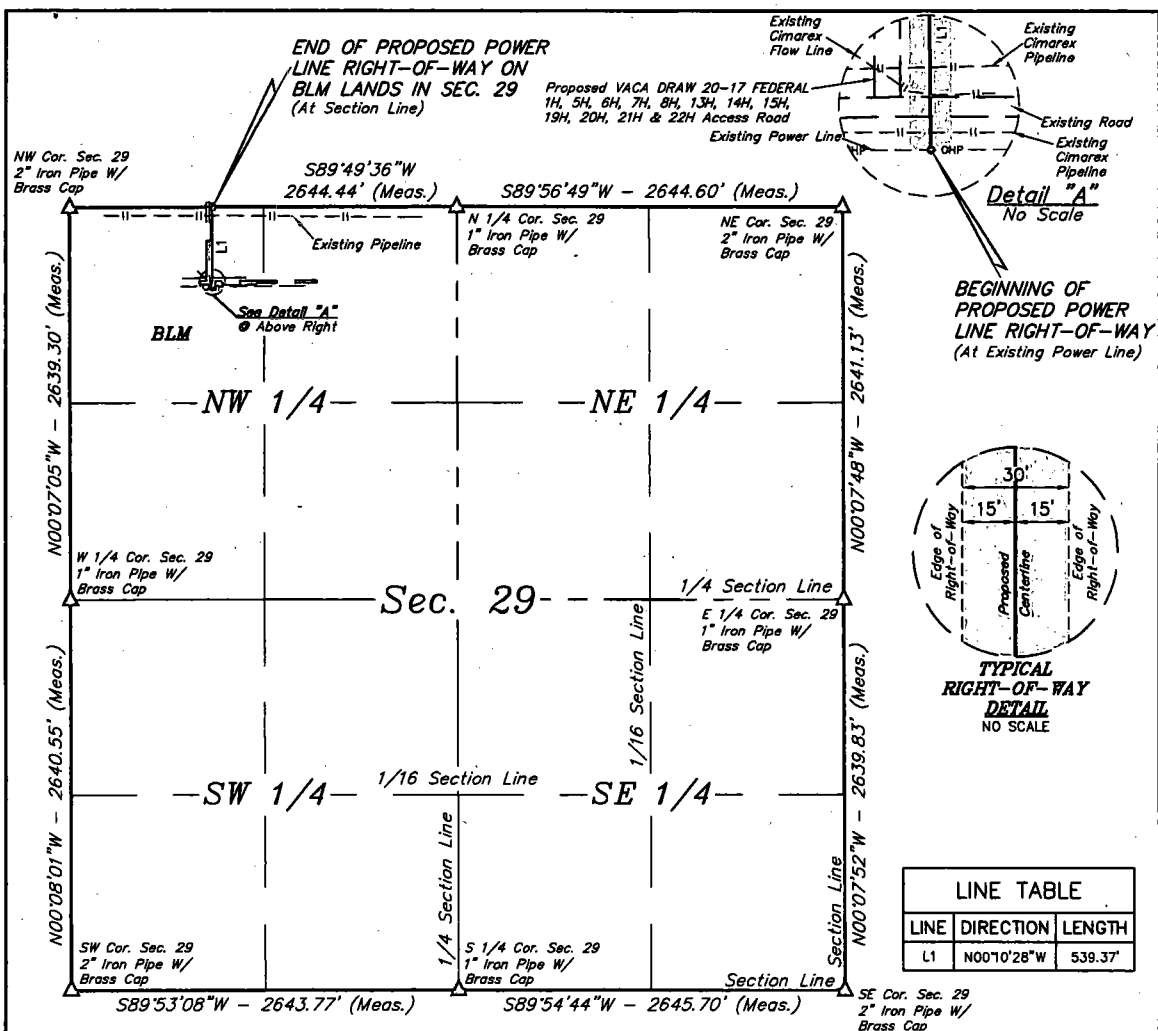 END OF PROPOSED POWER
LINE RIGHT-OF-WAY ON
BLM LANDS IN SEC. 29
(At Section Line)
Existing
Cimarex
Flow Line
L1
Existing
Cimarex
Pipeline
Proposed VACA DRAW 20-17 FEDERAL
1H, 5H, 6H, 7H, 8H, 13H, 14H, 15H,
19H, 20H, 21H & 22H Access Road
Existing Power Line
Existing Road
Existing
Cimarex
Pipeline
HP
OHP
Detail "A"
No Scale
BEGINNING OF
PROPOSED POWER
LINE RIGHT-OF-WAY
(At Existing Power Line)
NW Cor. Sec. 29
2" Iron Pipe W/
Brass Cap
S89°49'36"W
2644.44' (Meas.)
S89°56'49"W - 2644.60' (Meas.)
N 1/4 Cor. Sec. 29
1" Iron Pipe W/
Brass Cap
NE Cor. Sec. 29
2" Iron Pipe W/
Brass Cap
Existing Pipeline
L1
See Detail "A"
@ Above Right
BLM
N00°07'05"W - 2639.30' (Meas.)
NW 1/4
NE 1/4
N00°07'48"W - 2641.13' (Meas.)
30'
15'
15'
Edge of
Right-of-Way
Proposed
Centerline
Edge of
Right-of-Way
TYPICAL
RIGHT-OF-WAY
DETAIL
NO SCALE
W 1/4 Cor. Sec. 29
1" Iron Pipe W/
Brass Cap
Sec. 29
1/4 Section Line
E 1/4 Cor. Sec. 29
1" Iron Pipe W/
Brass Cap
1/16 Section Line
N00°08'01"W - 2640.55' (Meas.)
SW 1/4
1/16 Section Line
SE 1/4
N00°07'52"W - 2639.83' (Meas.)
1/4 Section Line
Section Line
SW Cor. Sec. 29
2" Iron Pipe W/
Brass Cap
S 1/4 Cor. Sec. 29
1" Iron Pipe W/
Brass Cap
Section Line
S89°53'08"W - 2643.77' (Meas.)
S89°54'44"W - 2645.70' (Meas.)
SE Cor. Sec. 29
2" Iron Pipe W/
Brass Cap
LINE TABLE
LINE DIRECTION LENGTH
L1 N00°10'28"W 539.37'